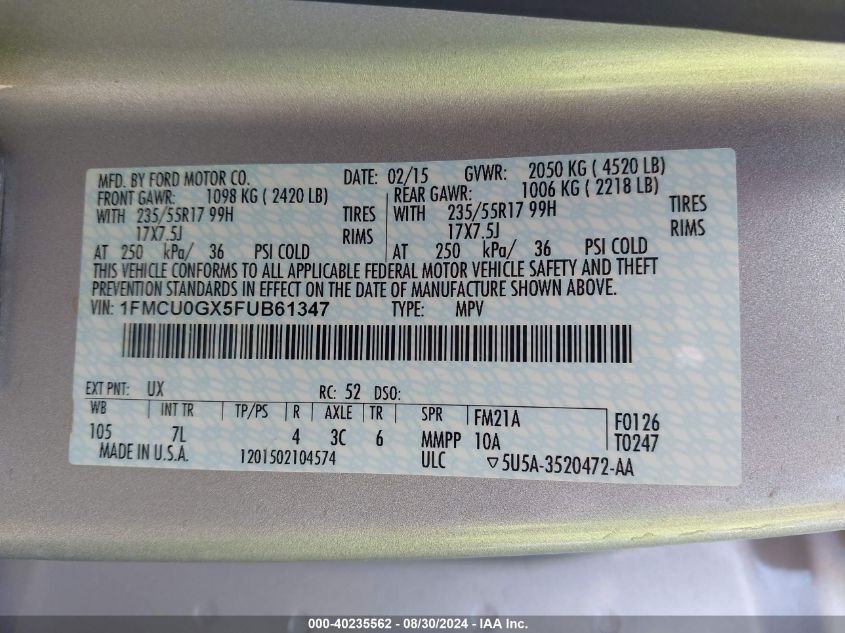 MFD. BY FORD MOTOR CO. DATE: 02/15 GVWR: 2050 KG ( 4520 LB)
FRONT GAWR: 1098 KG ( 2420 LB) REAR GAWR: 1006 KG ( 2218 LB)
WITH 235/55R17 99H TIRES WITH 235/55R17 99H TIRES
17X7.5J RIMS 17X7.5J RIMS
AT 250 kPa/ 36 PSI COLD AT 250 kPa/ 36 PSI COLD
THIS VEHICLE CONFORMS TO ALL APPLICABLE FEDERAL MOTOR VEHICLE SAFETY AND THEFT
PREVENTION STANDARDS IN EFFECT ON THE DATE OF MANUFACTURE SHOWN ABOVE.
VIN: 1FMCU0GX5FUB61347 TYPE: MPV
EXT PNT: UX RC: 52 DSO:
WB INT TR TP/PS R AXLE TR SPR FM21A F0126
105 7L 4 3C 6 MMPP 10A T0247
MADE IN U.S.A. 1201502104574 ULC ▽5U5A-3520472-AA
000-40235562 - 08/30/2024 - IAA Inc.